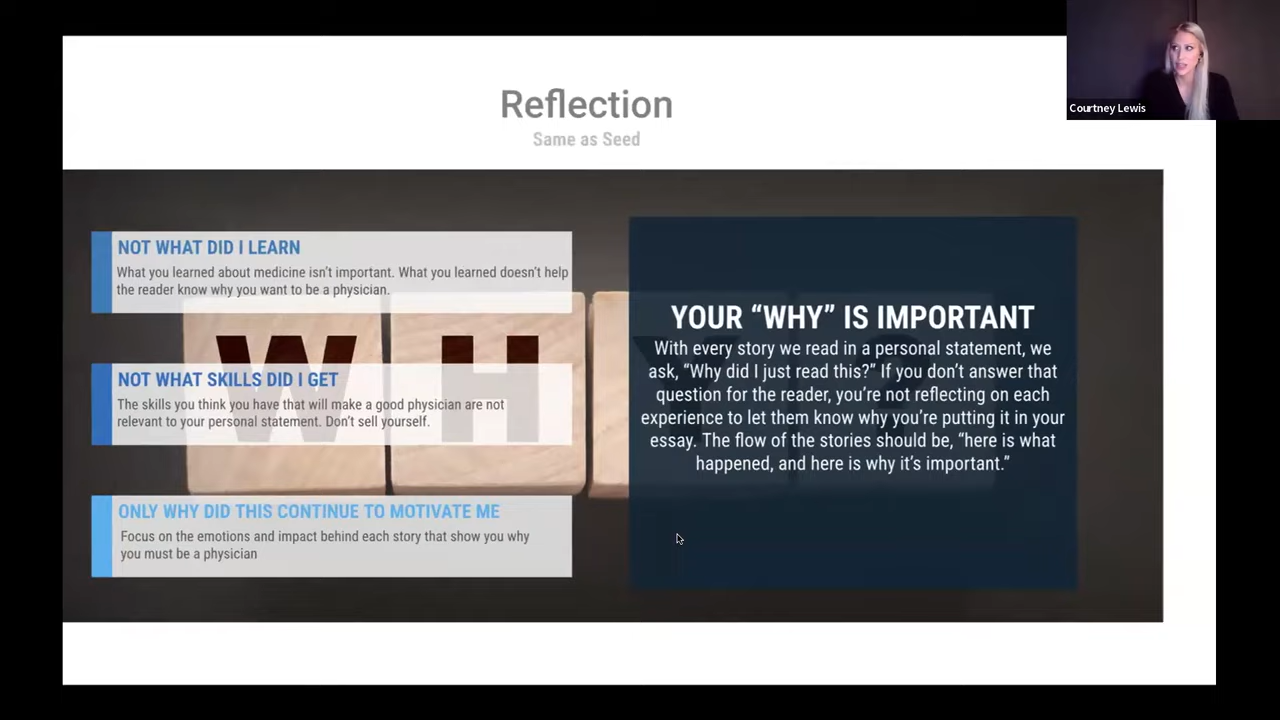 Reflection
Same as Seed
Courtney Lewis
NOT WHAT DID I LEARN
What you learned about medicine isn't important. What you learned doesn't help
the reader know why you want to be a physician.
NOT WHAT SKILLS DID I GET
The skills you think you have that will make a good physician are not
relevant to your personal statement. Don't sell yourself.
ONLY WHY DID THIS CONTINUE TO MOTIVATE ME
Focus on the emotions and impact behind each story that show you why
you must be a physician
WHY?
YOUR “WHY” IS IMPORTANT
With every story we read in a personal statement, we
ask, “Why did I just read this?” If you don't answer that
question for the reader, you're not reflecting on each
experience to let them know why you're putting it in your
essay. The flow of the stories should be, “here is what
happened, and here is why it's important.”